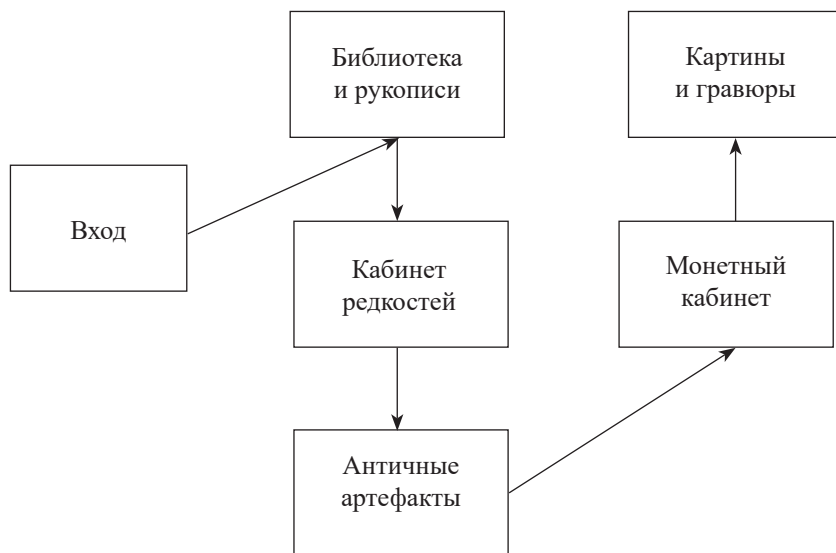 Вход
Библиотека
и рукописи
Кабинет
редкостей
Античные
артефакты
Монетный
кабинет
Картины
и гравюры